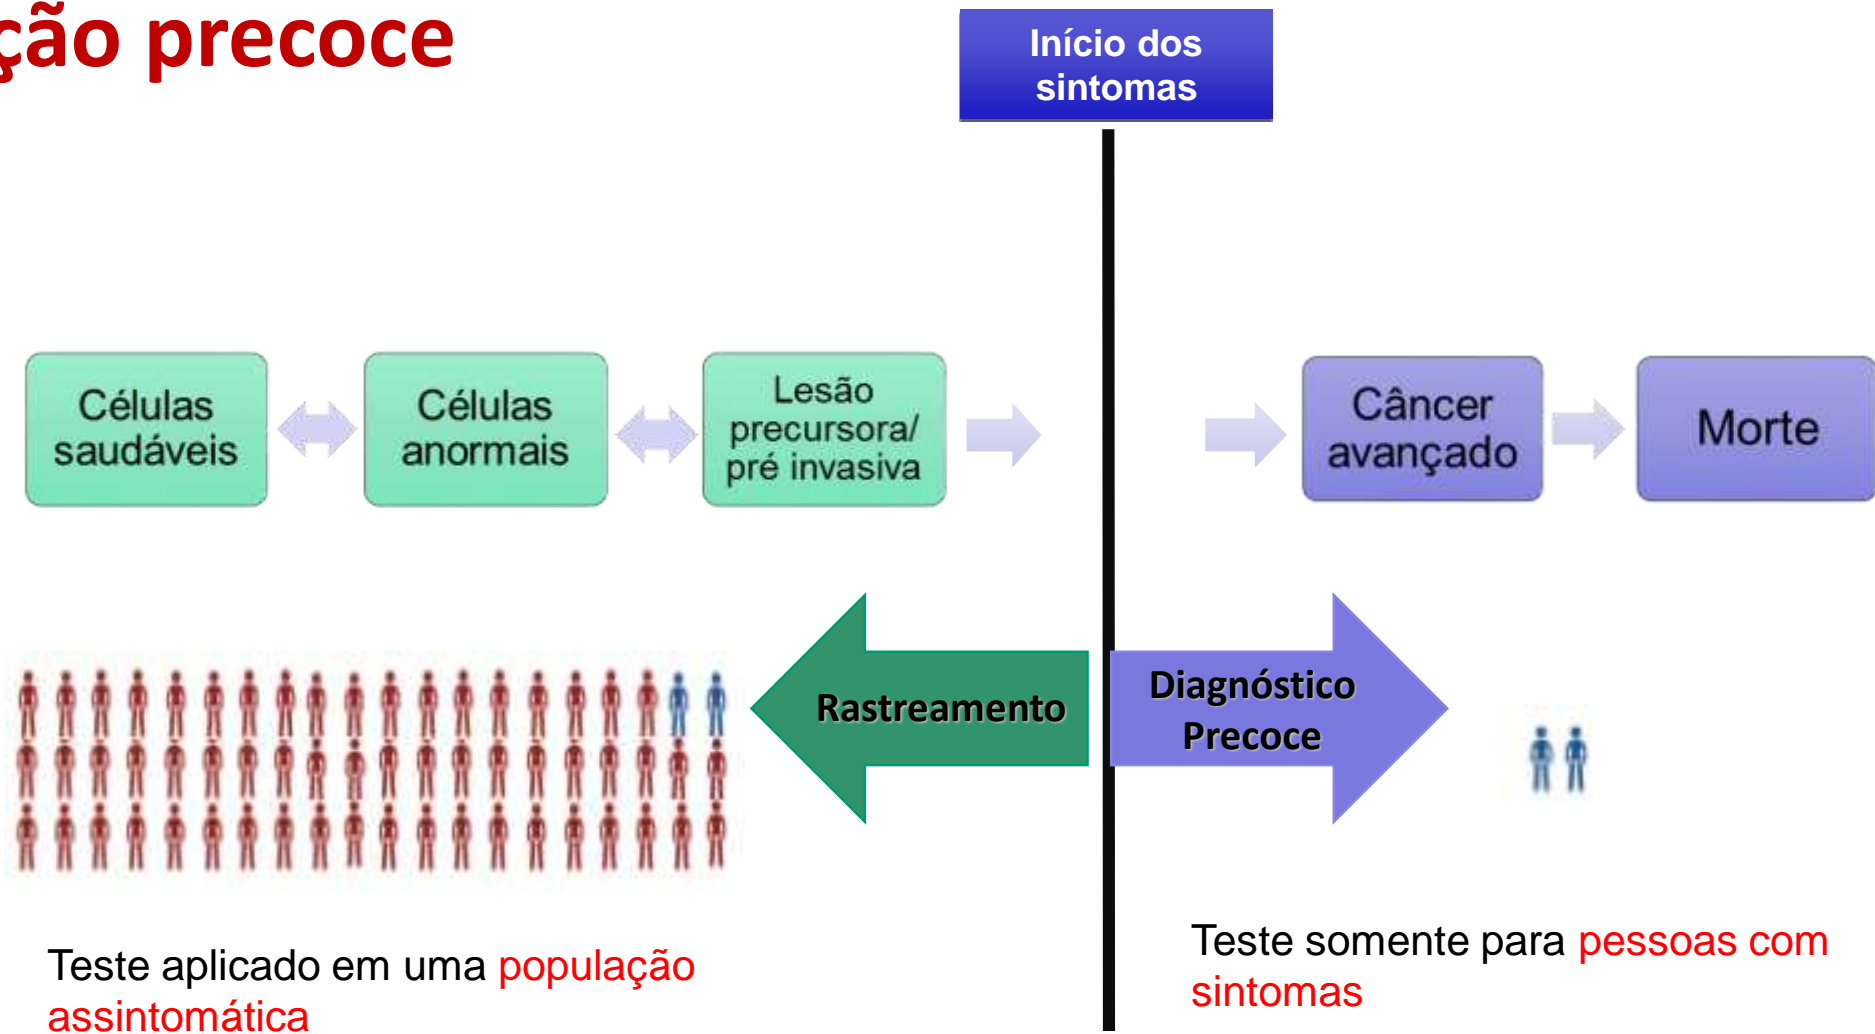 ção precoce
Início dos
sintomas
Células
saudáveis
Células
anormais
Lesão
precursora/
pré invasiva
Câncer
avançado
Morte
Rastreamento
Diagnóstico
Precoce
Teste aplicado em uma população
assintomática
Teste somente para pessoas com
sintomas